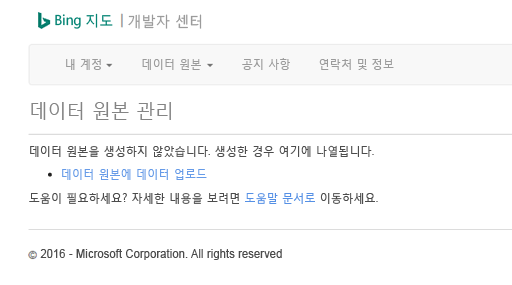 Bing 지도 | 개발자 센터
내 계정 데이터 원본 공지 사항 연락처 및 정보
데이터 원본 관리
데이터 원본을 생성하지 않았습니다. 생성한 경우 여기에 나열됩니다.
• 데이터 원본에 데이터 업로드
도움이 필요하세요? 자세한 내용을 보려면 도움말 문서로 이동하세요.
© 2016 - Microsoft Corporation. All rights reserved